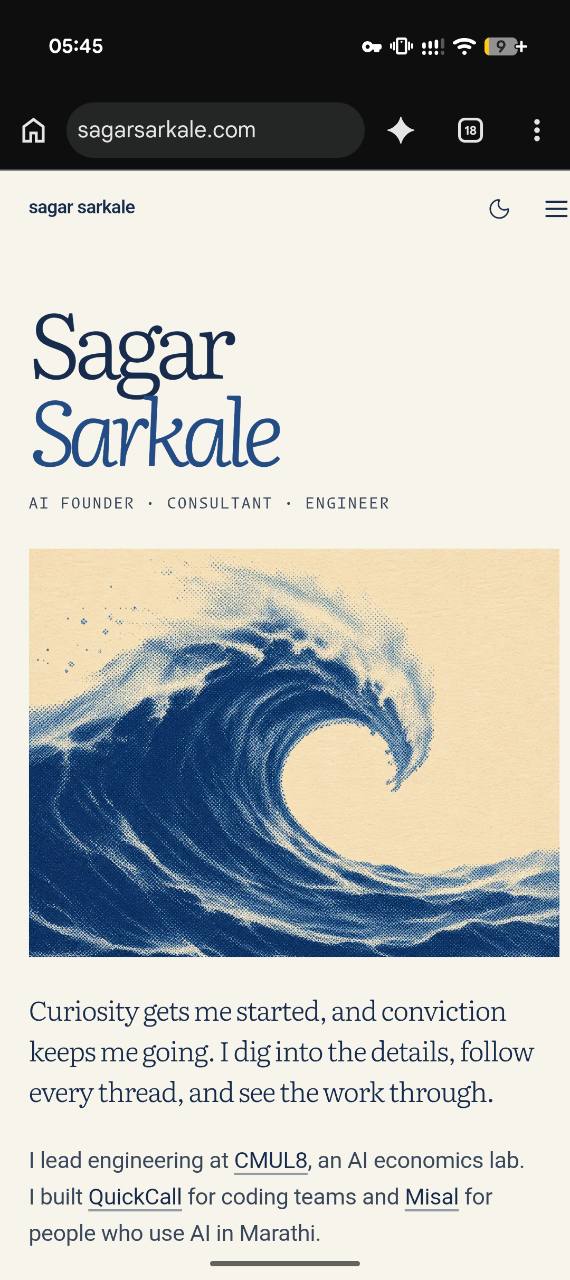 05:45
9
sagarsarkale.com
18
sagar sarkale
Sagar
Sarkale
AI FOUNDER · CONSULTANT · ENGINEER
Curiosity gets me started, and conviction
keeps me going. I dig into the details, follow
every thread, and see the work through.
I lead engineering at CMUL8, an AI economics lab.
I built QuickCall for coding teams and Misal for
people who use AI in Marathi.